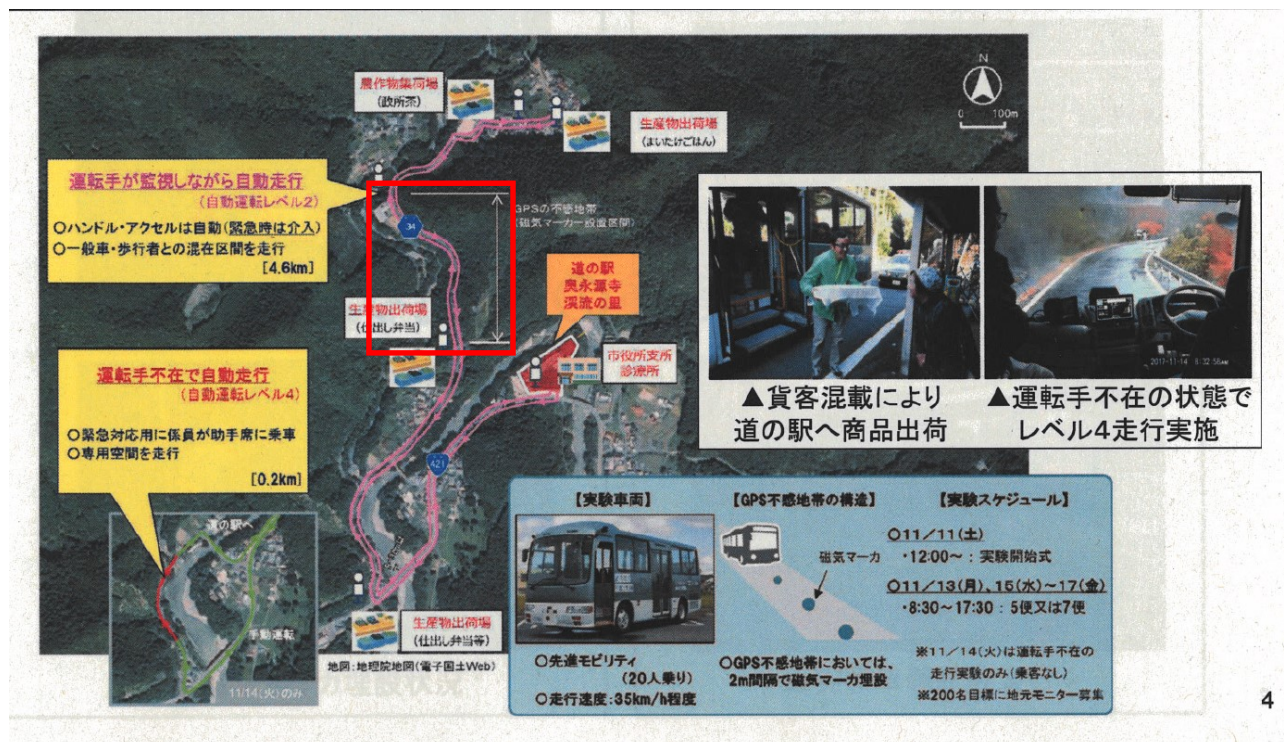 農作物集荷場
(政所茶)
生産物出荷場
(まいたけごはん)
N
0 100m
運転手が監視しながら自動走行
(自動運転レベル2)
○ハンドル・アクセルは自動(緊急時は介入)
○一般車・歩行者との混在区間を走行
[4.6km]
34
GPSの不感地帯
(磁気マーカー設置区間)
道の駅
奥永源寺
渓流の里
生産物出荷場
(仕出し弁当)
市役所支所
診療所
運転手不在で自動走行
(自動運転レベル4)
○緊急対応用に係員が助手席に乗車
○専用空間を走行
[0.2km]
421
道の駅へ
手動運転
11/14(火)のみ
生産物出荷場
(仕出し弁当等)
地図:地理院地図(電子国土Web)
2017-11-14
▲貨客混載により
道の駅へ商品出荷
▲運転手不在の状態で
レベル4走行実施
【実験車両】
○先進モビリティ
(20人乗り)
○走行速度:35km/h程度
【GPS不感地帯の構造】
磁気マーカ
○GPS不感地帯においては、
2m間隔で磁気マーカ埋設
【実験スケジュール】
○11/11(土)
・12:00~ : 実験開始式
○11/13(月)、15(水)~17(金)
・8:30~17:30 : 5便又は7便
※11/14(火)は運転手不在の
走行実験のみ(乗客なし)
※200名目標に地元モニター募集
4